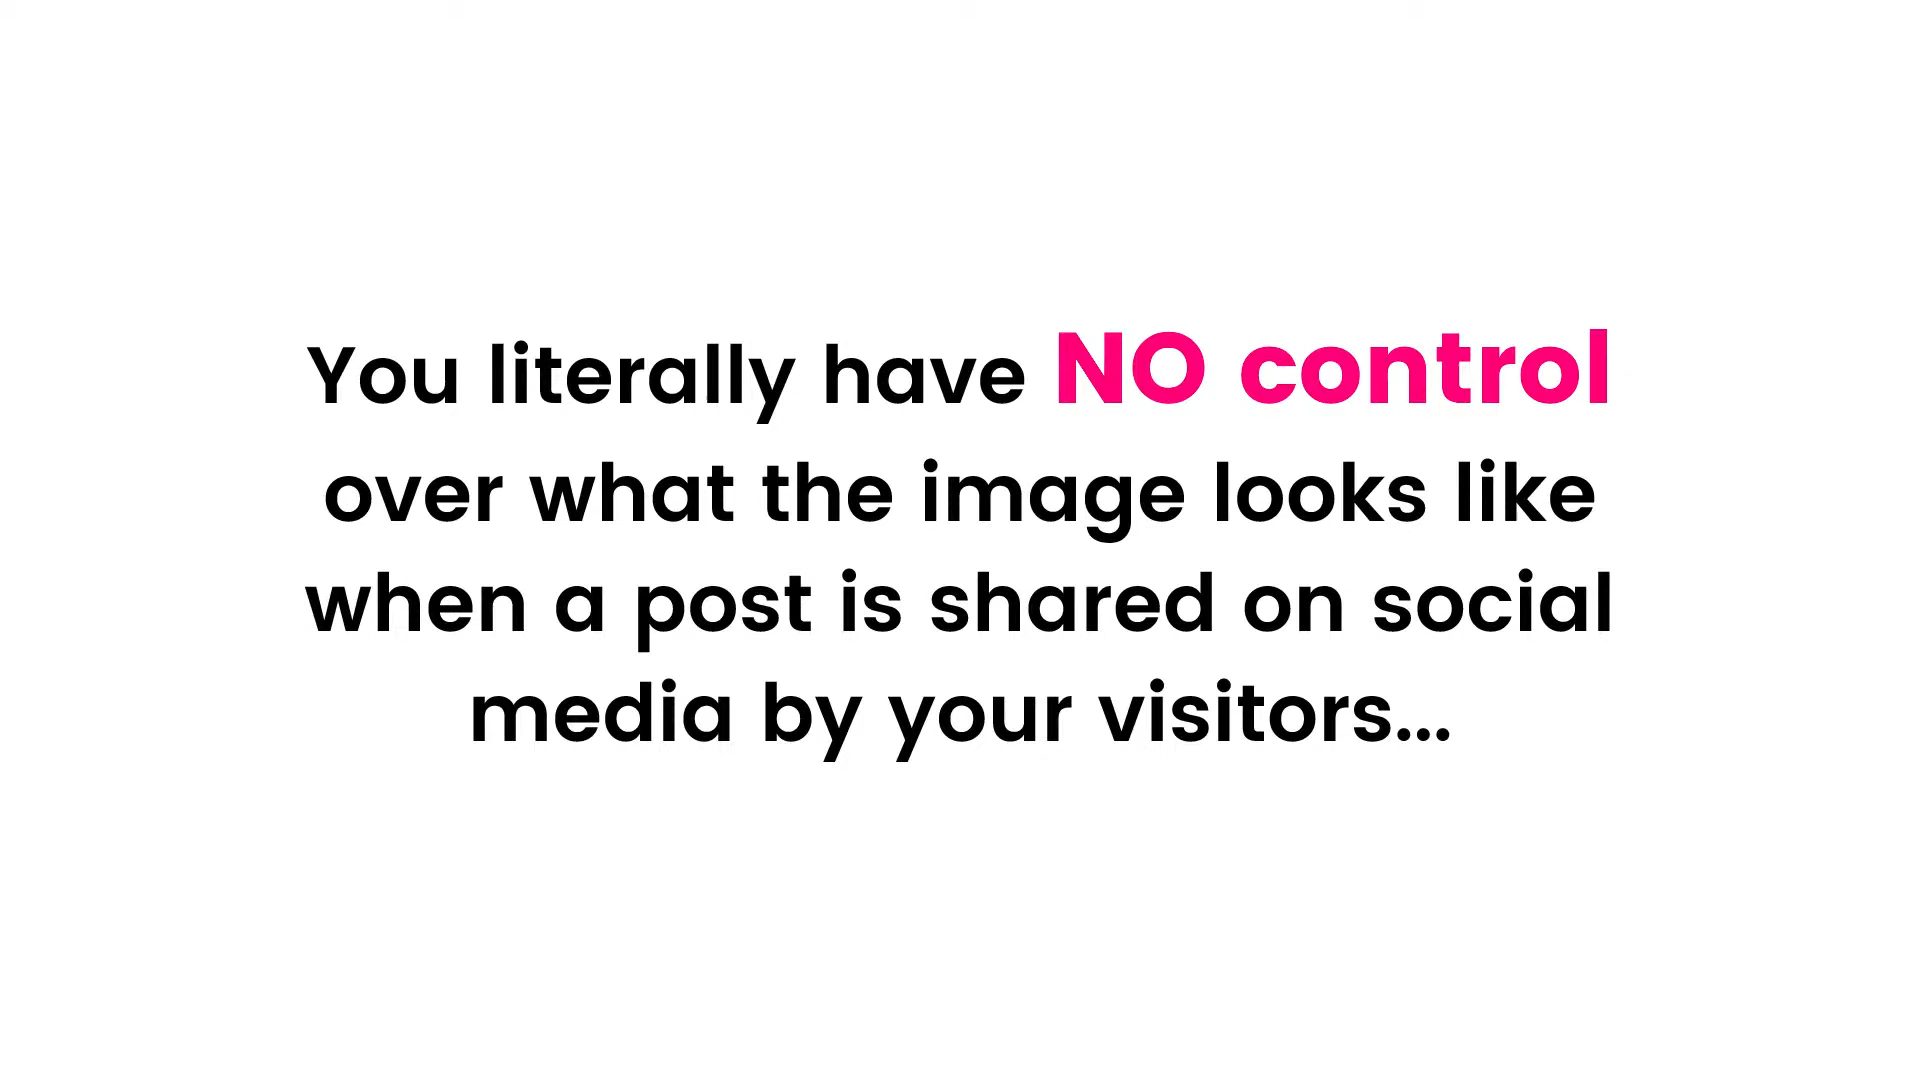 You literally have NO control
over what the image looks like
when a post is shared on social
media by your visitors...